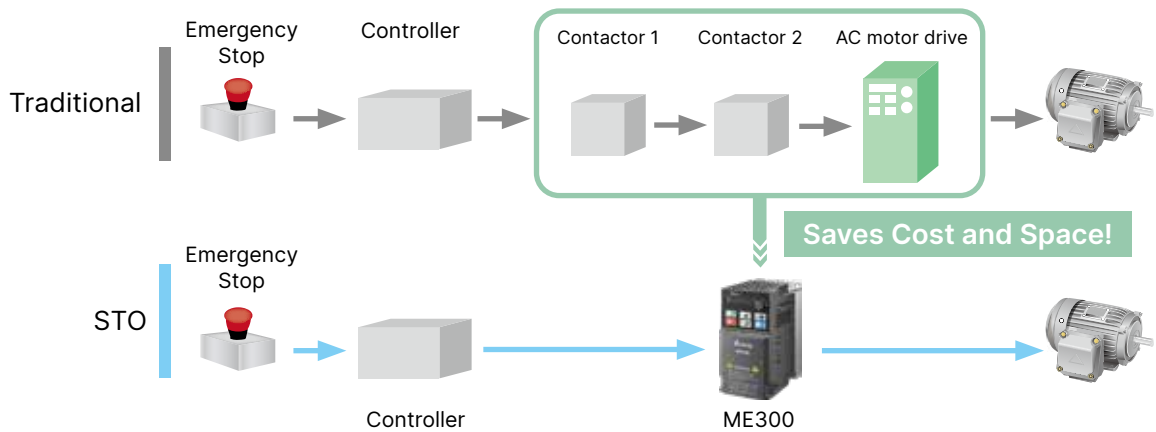 Emergency
Stop
Controller
Contactor 1
Contactor 2
AC motor drive
Traditional
Saves Cost and Space!
Emergency
Stop
STO
Controller
ME300